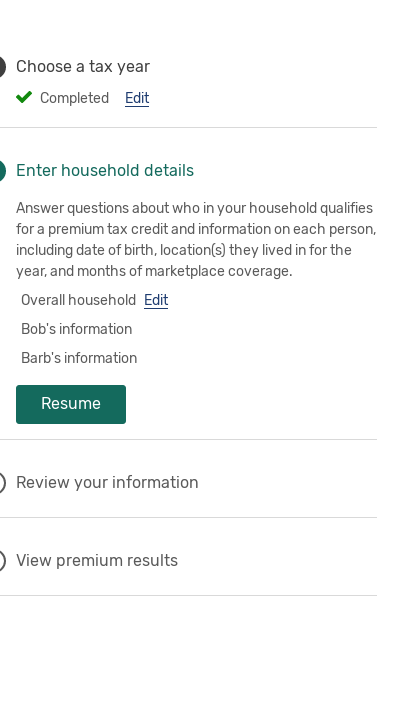 Choose a tax year
Completed Edit
Enter household details
Answer questions about who in your household qualifies
for a premium tax credit and information on each person,
including date of birth, location(s) they lived in for the
year, and months of marketplace coverage.
Overall household Edit
Bob's information
Barb's information
Resume
Review your information
View premium results